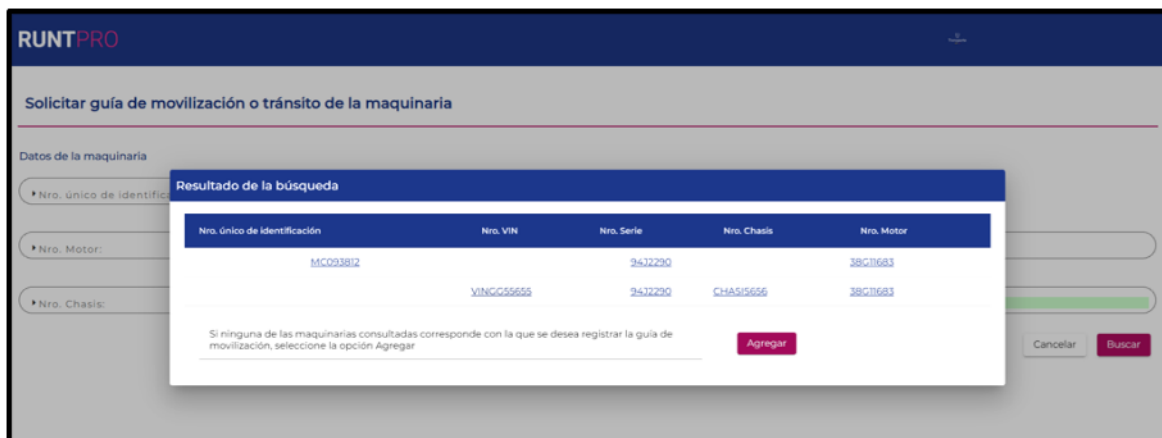 RUNTPRO
Solicitar guía de movilización o tránsito de la maquinaria
Datos de la maquinaria
Nro. único de identifica
Nro. Motor:
Nro. Chasis:
Resultado de la búsqueda
Nro. único de identificación Nro. VIN Nro. Serie Nro. Chasis Nro. Motor
MC093812 94J2290 38G11683
VINGG55655 94J2290 CHASIS656 38G11683
Si ninguna de las maquinarias consultadas corresponde con la que se desea registrar la guía de
movilización, seleccione la opción Agregar
Agregar
Cancelar Buscar